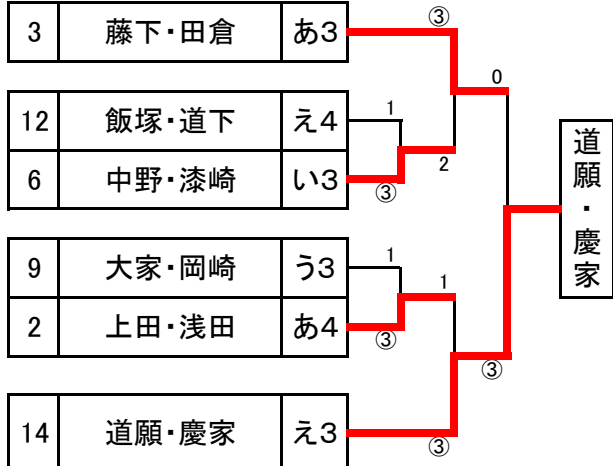 3 藤下・田倉 あ3
12 飯塚・道下 え4
6 中野・漆崎 い3
9 大家・岡崎 う3
2 上田・浅田 あ4
14 道願・慶家 え3
③
0
1
2
③
1
1
③
③
③
道願・慶家